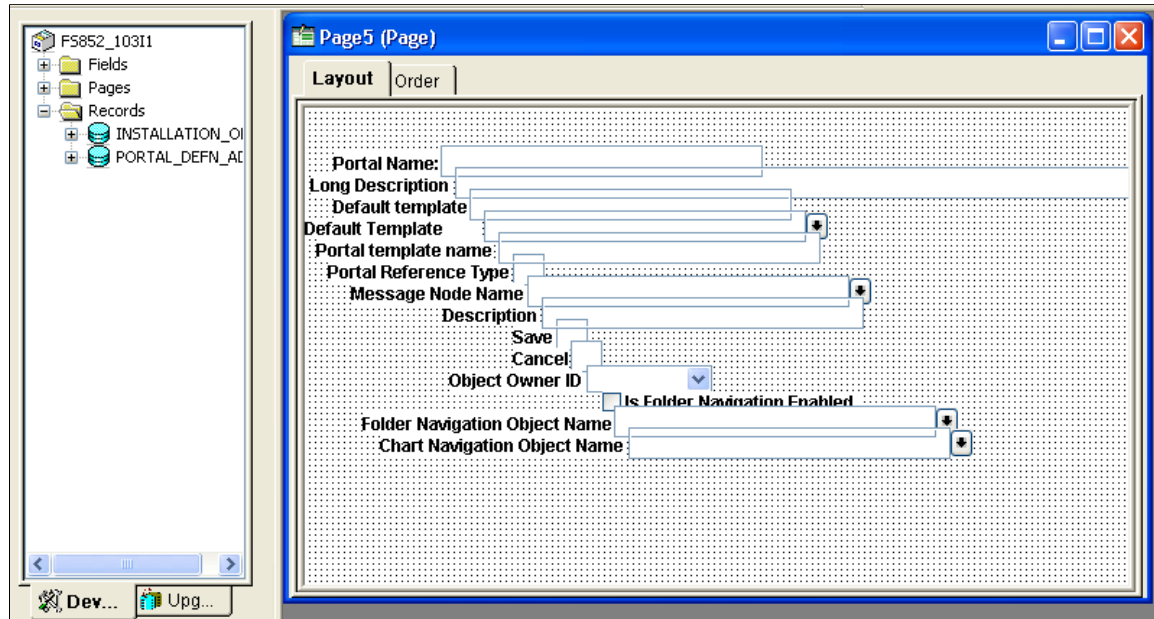 FS852_103I1
Fields
Pages
Records
INSTALLATION_O
PORTAL_DEFN_A
Dev...
Upg...
Page5 (Page)
Layout
Order
Portal Name:
Long Description :
Default template
Default Template :
Portal template name:
Portal Reference Type:
Message Node Name
Description:
Save
Cancel:
Object Owner ID
Is Folder Navigation Enabled
Folder Navigation Object Name
Chart Navigation Object Name: